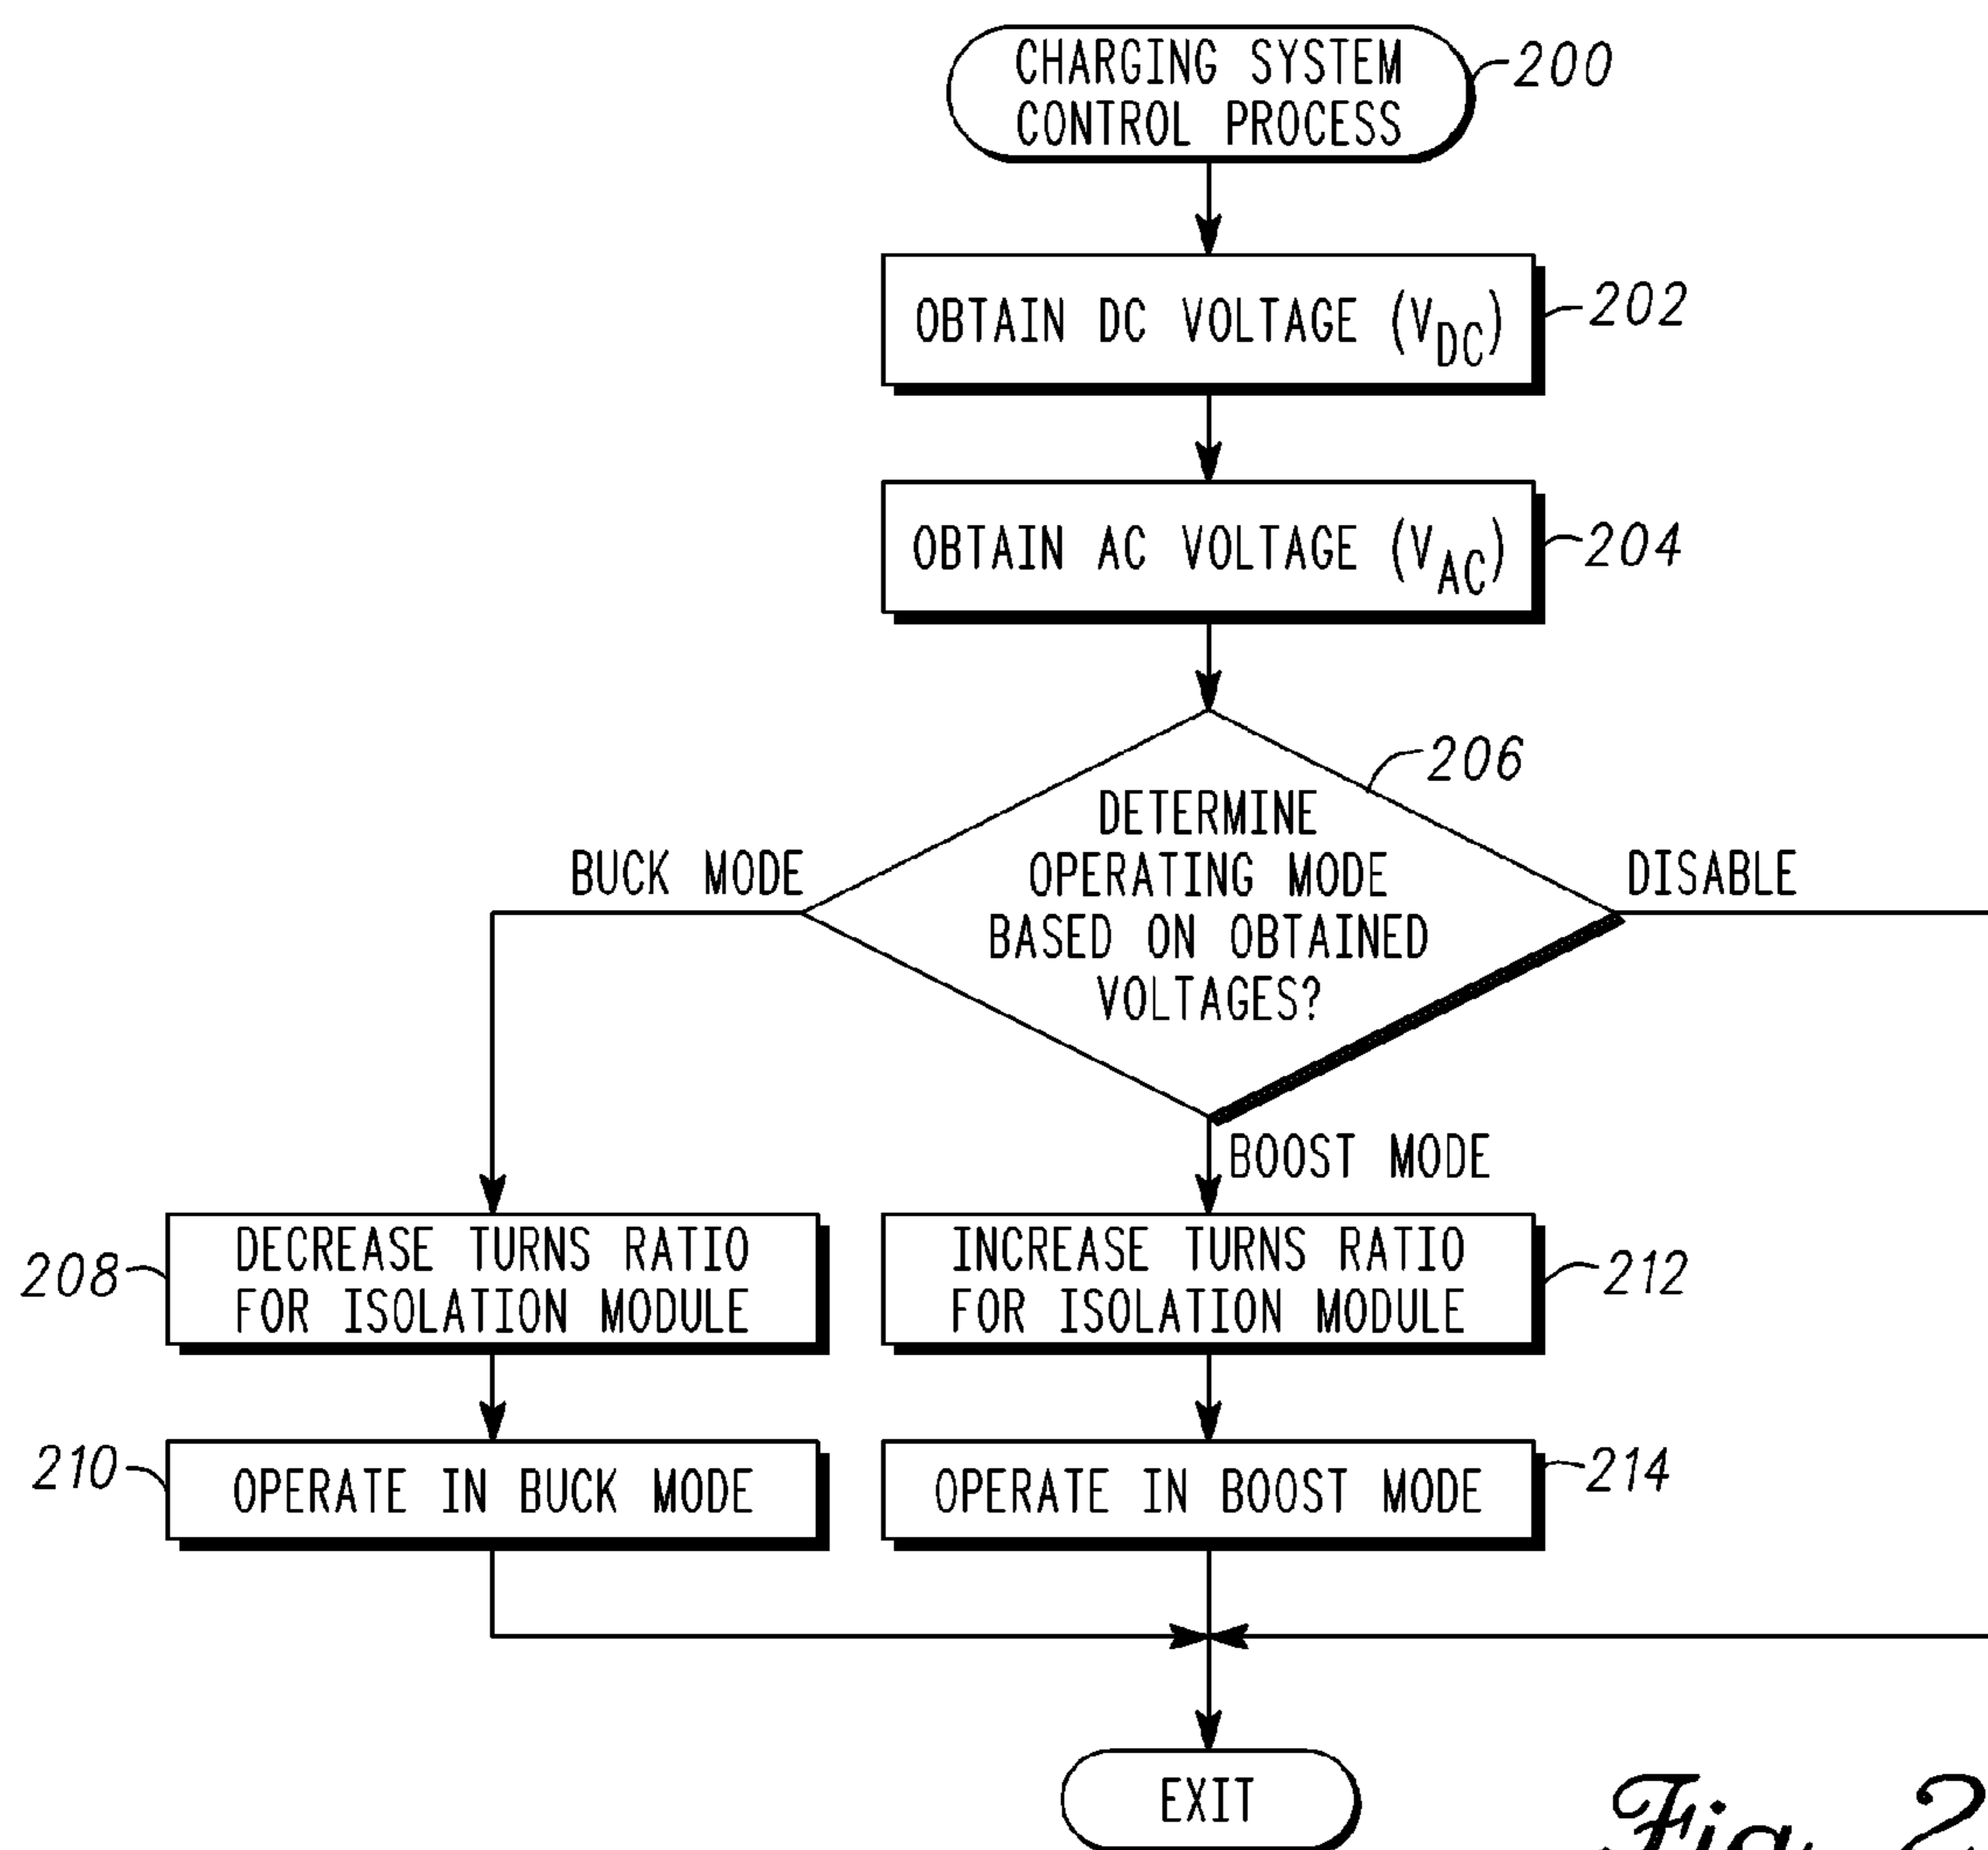 CHARGING SYSTEM
CONTROL PROCESS
200
OBTAIN DC VOLTAGE (VDC)
202
OBTAIN AC VOLTAGE (VAC)
204
206
DETERMINE
OPERATING MODE
BASED ON OBTAINED
VOLTAGES?
BUCK MODE
DISABLE
BOOST MODE
208
DECREASE TURNS RATIO
FOR ISOLATION MODULE
INCREASE TURNS RATIO
FOR ISOLATION MODULE
212
210
OPERATE IN BUCK MODE
OPERATE IN BOOST MODE
214
EXIT
Fig. 2